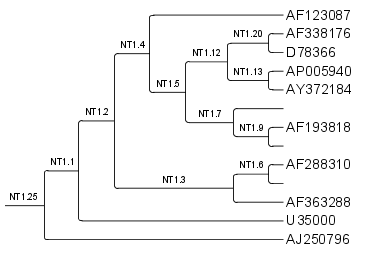 AF123087
NT1.20
AF338176
NT1.4
D78366
NT1.12
NT1.13
AP005940
NT1.5
AY372184
NT1.2
NT1.7
NT1.9
AF193818
NT1.1
NT1.6
AF288310
NT1.3
NT1.25
AF363288
U35000
AJ250796